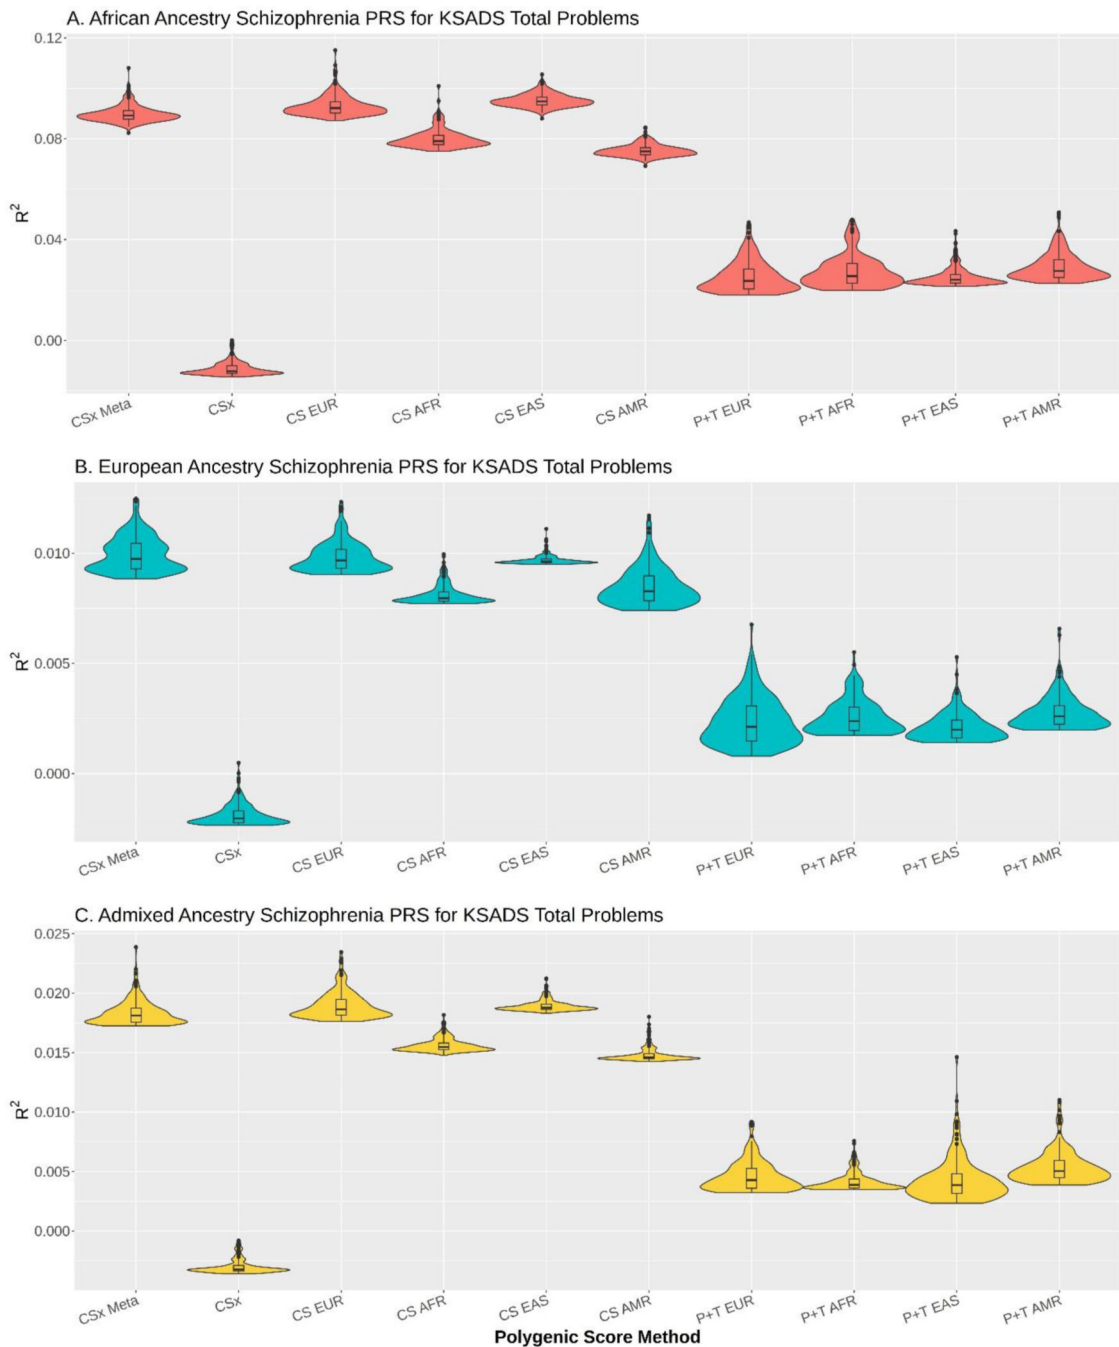 A. African Ancestry Schizophrenia PRS for KSADS Total Problems
0.12
0.08
0.04
0.00
R²
CSx Meta
CSx
CS EUR
CS AFR
CS EAS
CS AMR
P+T EUR
P+T AFR
P+T EAS
P+T AMR
B. European Ancestry Schizophrenia PRS for KSADS Total Problems
0.010
0.005
0.000
R²
CSx Meta
CSx
CS EUR
CS AFR
CS EAS
CS AMR
P+T EUR
P+T AFR
P+T EAS
P+T AMR
C. Admixed Ancestry Schizophrenia PRS for KSADS Total Problems
0.025
0.020
0.015
0.010
0.005
0.000
R²
CSx Meta
CSx
CS EUR
CS AFR
CS EAS
CS AMR
P+T EUR
P+T AFR
P+T EAS
P+T AMR
Polygenic Score Method